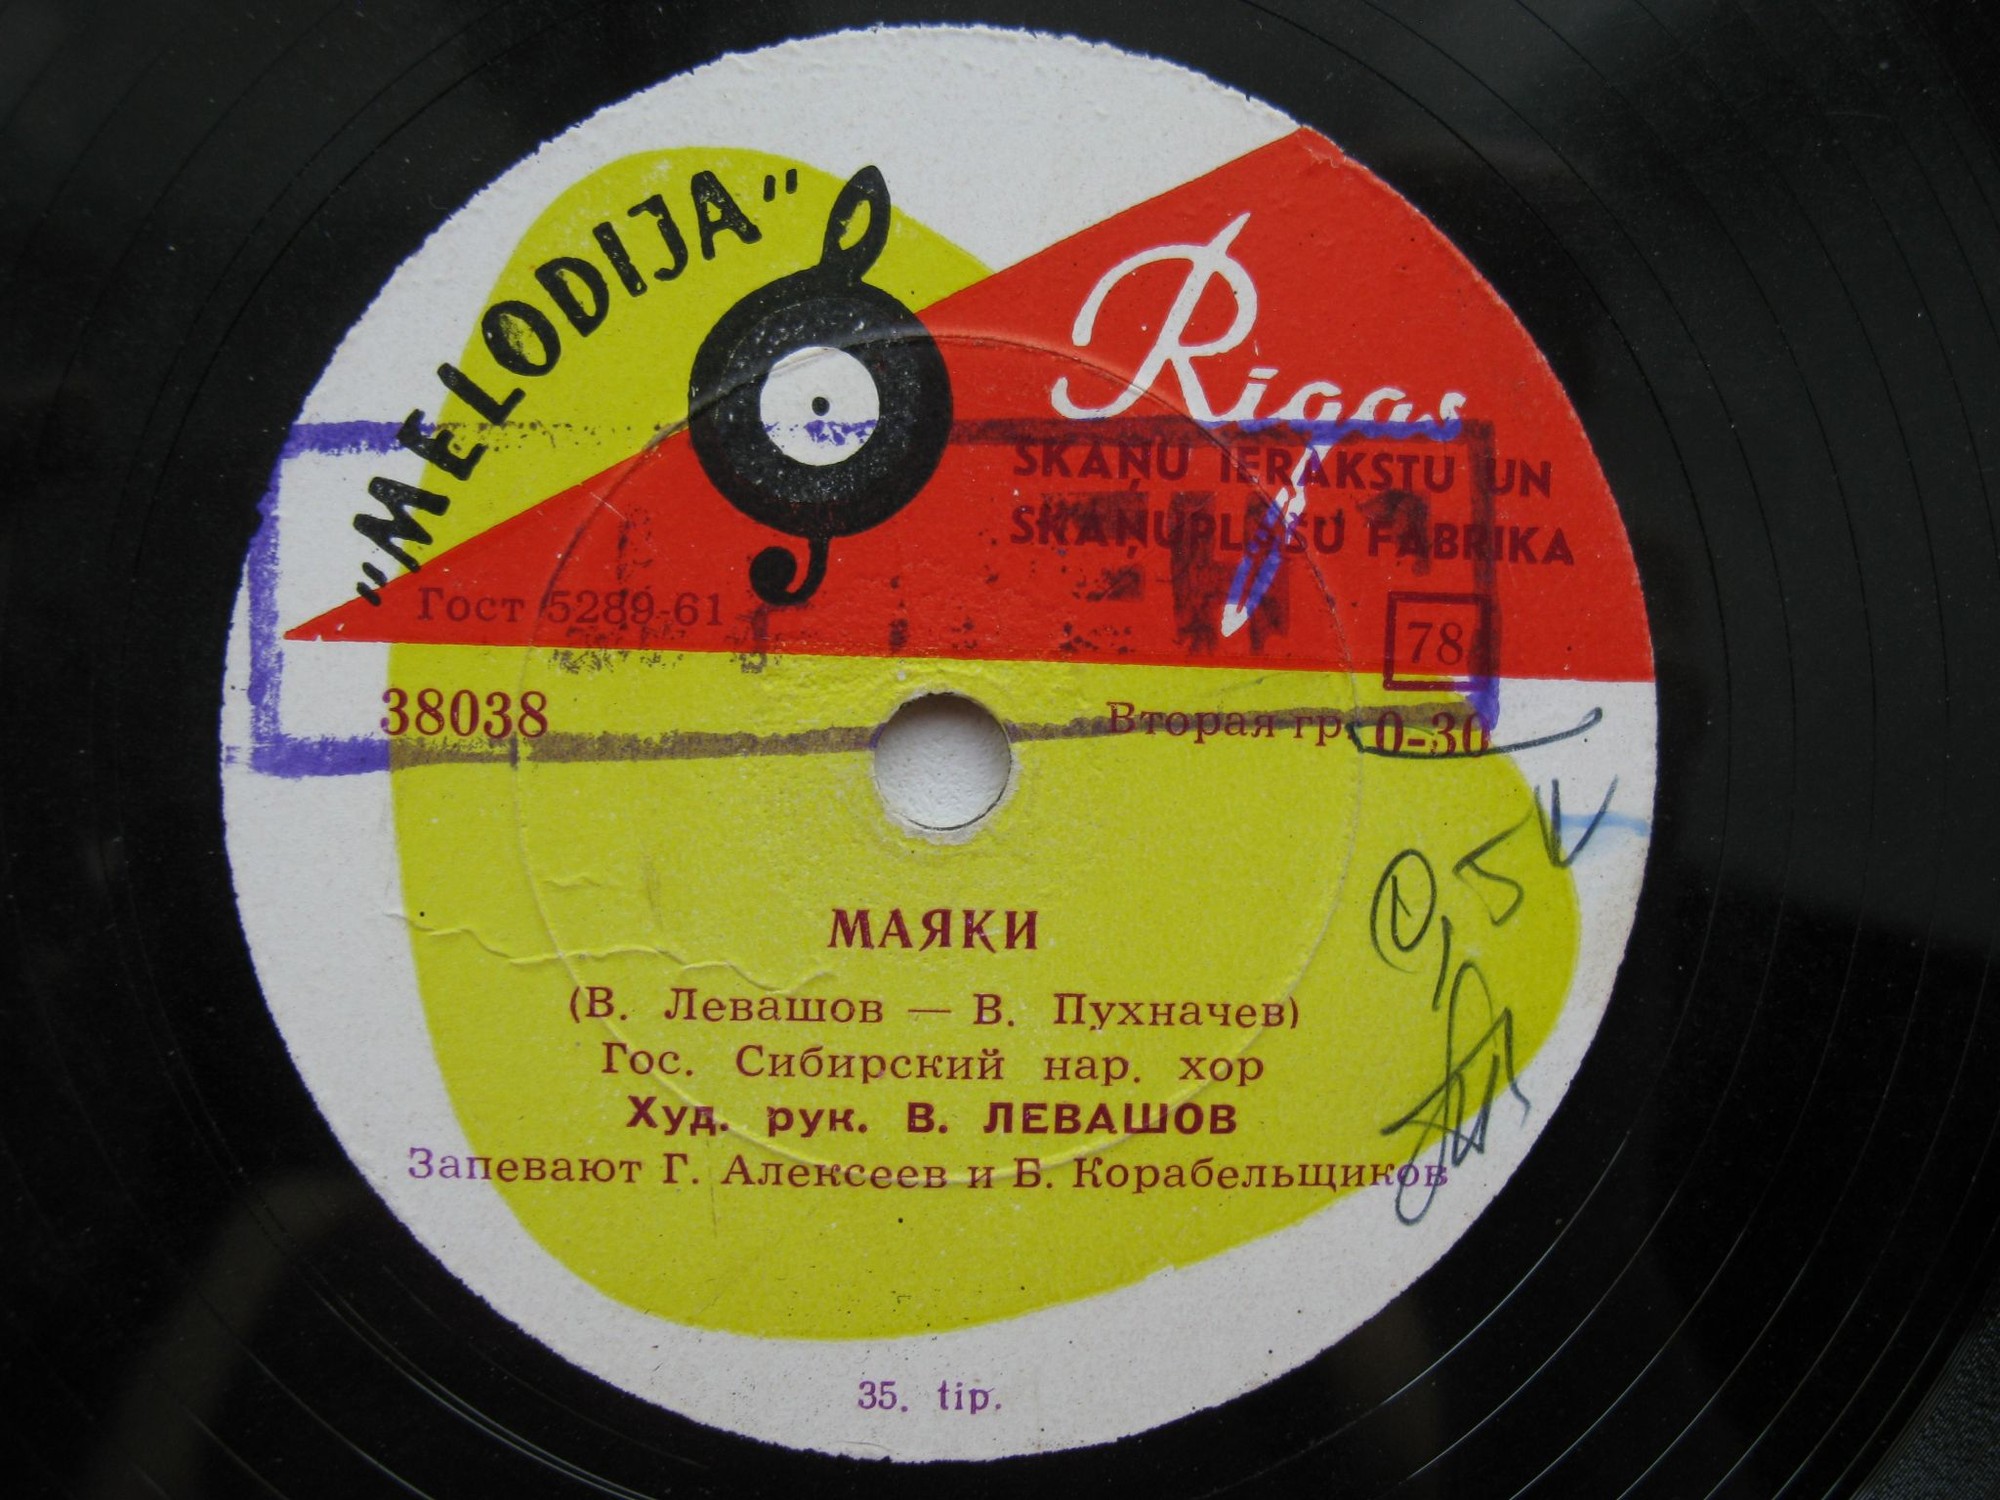 „MELODIJA"
Rigas
SKAŅU IERAKSTU UN
SKAŅUPLAŠU FABRIKA
Гост 5289-61
78
38038
Вторая гр. 0-30
МАЯКИ
(В. Левашов — В. Пухначев)
Гос. Сибирский нар. хор
Худ. рук. В. ЛЕВАШОВ
Запевают Г. Алексеев и Б. Корабельщиков
35. tip.